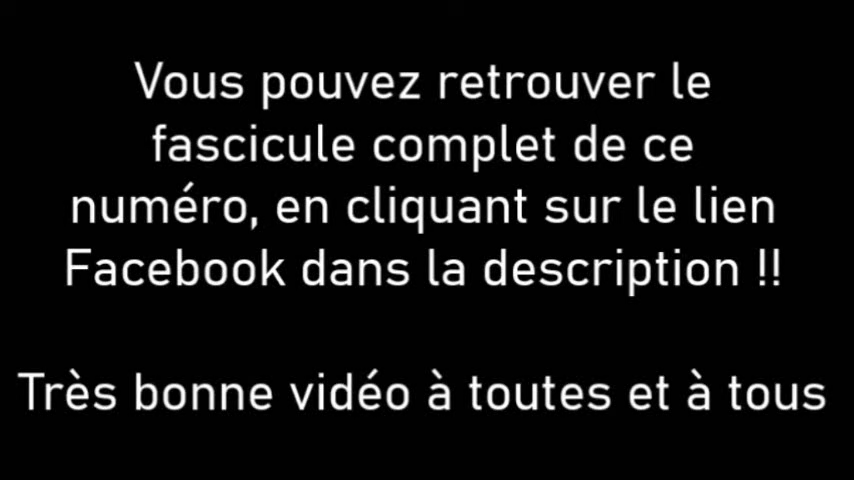 Vous pouvez retrouver le
fascicule complet de ce
numéro, en cliquant sur le lien
Facebook dans la description !!
Très bonne vidéo à toutes et à tous